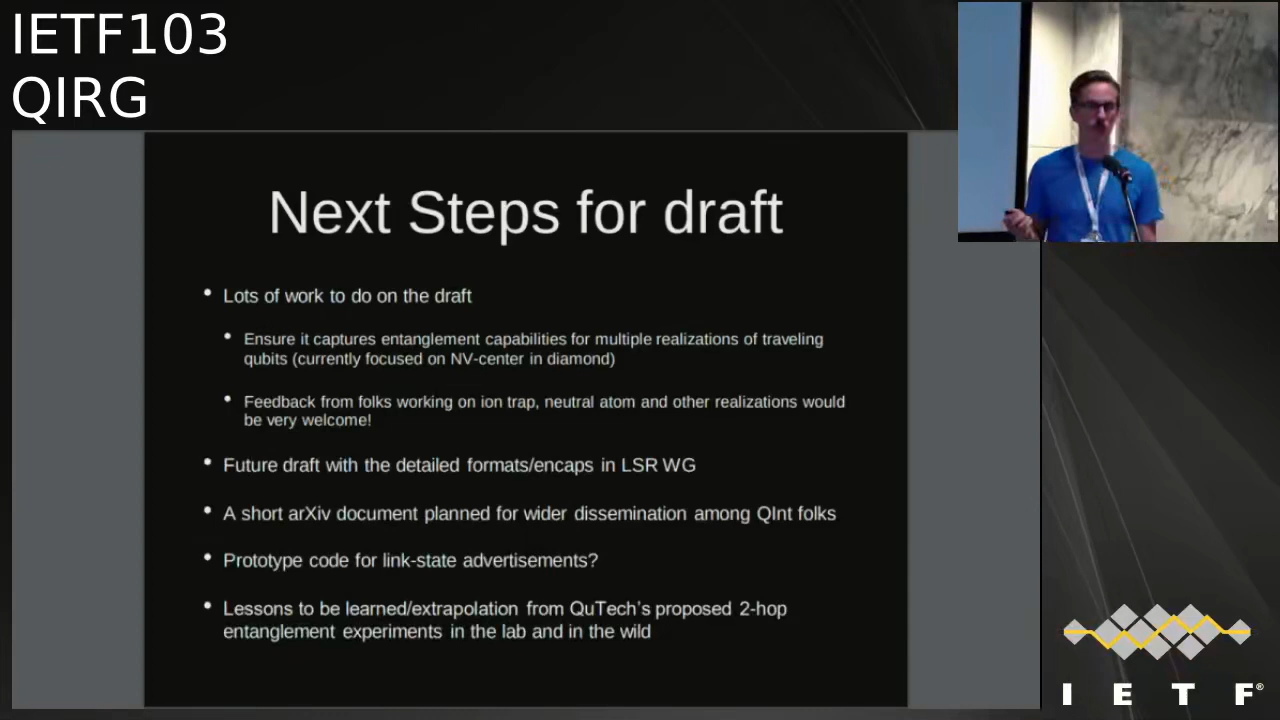 IETF103
QIRG
Next Steps for draft
• Lots of work to do on the draft
• Ensure it captures entanglement capabilities for multiple realizations of traveling
qubits (currently focused on NV-center in diamond)
• Feedback from folks working on ion trap, neutral atom and other realizations would
be very welcome!
• Future draft with the detailed formats/encaps in LSR WG
• A short arXiv document planned for wider dissemination among QInt folks
• Prototype code for link-state advertisements?
• Lessons to be learned/extrapolation from QuTech's proposed 2-hop
entanglement experiments in the lab and in the wild
I E T F®